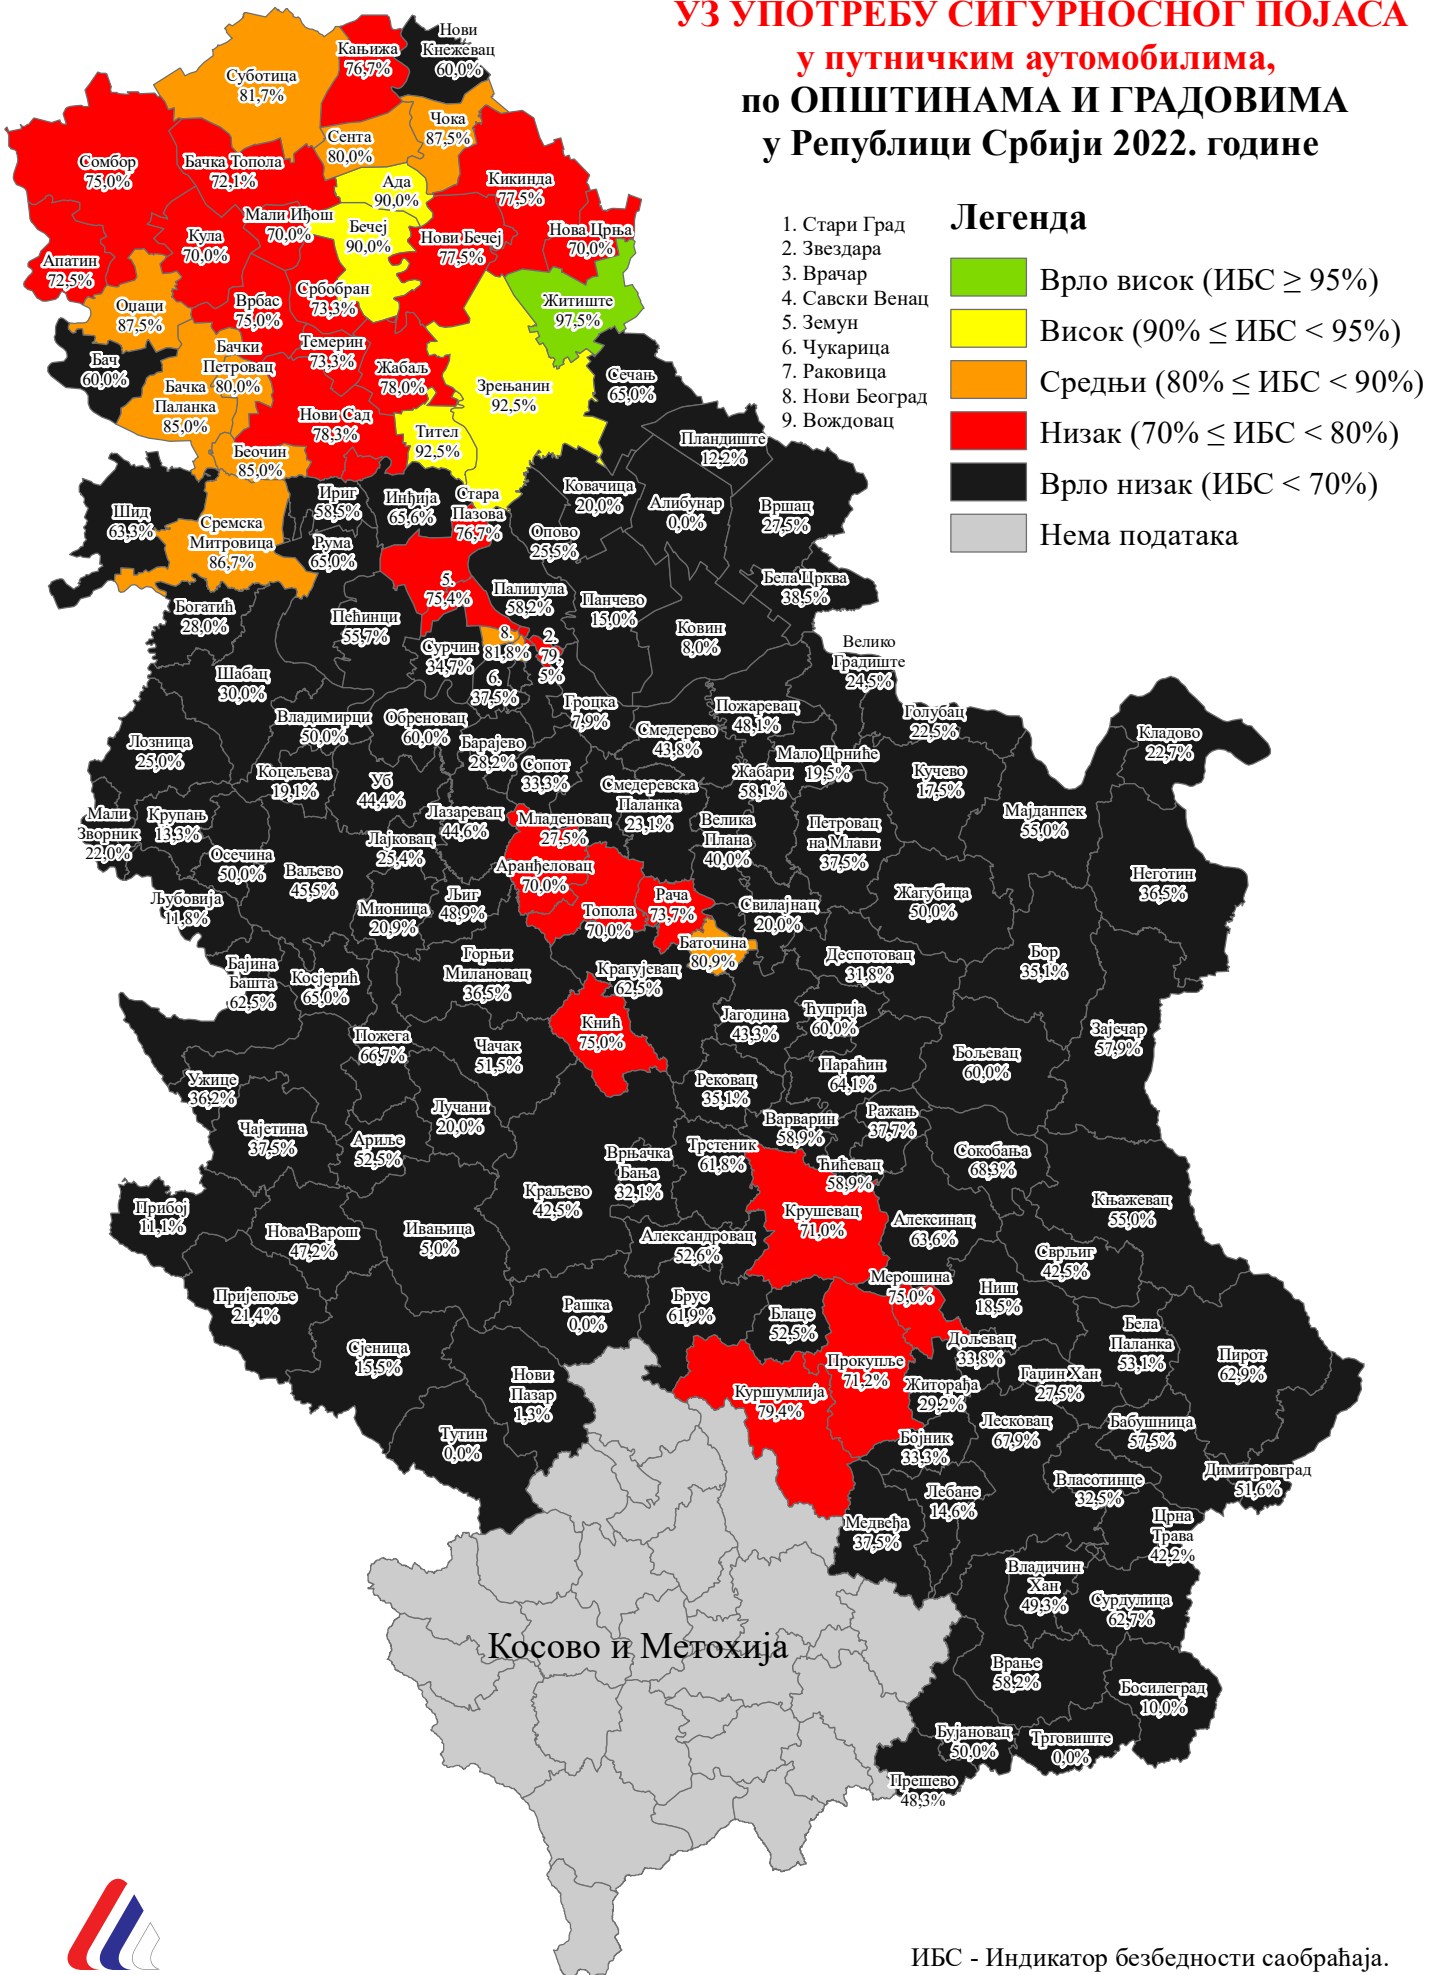 УЗ УПОТРЕБУ СИГУРНОСНОГ ПОЈАСА
у путничким аутомобилима,
по ОПШТИНАМА И ГРАДОВИМА
у Републици Србији 2022. године
1. Стари Град
2. Звездара
3. Врачар
4. Савски Венац
5. Земун
6. Чукарица
7. Раковица
8. Нови Београд
9. Вождовац
Легенда
Врло висок (ИБС ≥ 95%)
Висок (90% ≤ ИБС < 95%)
Средњи (80% ≤ ИБС < 90%)
Низак (70% ≤ ИБС < 80%)
Врло низак (ИБС < 70%)
Нема података
Нови
Кнежевац
60,0%
Кањижа
76,7%
Суботица
81,7%
Чока
87,5%
Сента
80,0%
Сомбор
75,0%
Бачка Топола
72,1%
Ада
90,0%
Кикинда
77,5%
Мали Иђош
70,0%
Бечеј
90,0%
Кула
70,0%
Нови Бечеј
77,5%
Нова Црња
70,0%
Апатин
72,5%
Оџаци
87,5%
Врбас
75,0%
Србобран
73,3%
Житиште
97,5%
Бач
60,0%
Бачки
Петровац
80,0%
Темерин
73,3%
Жабаљ
78,0%
Бачка
Паланка
85,0%
Зрењанин
92,5%
Сечањ
65,0%
Нови Сад
78,3%
Тител
92,5%
Беочин
85,0%
Пландиште
12,2%
Шид
63,3%
Сремска
Митровица
86,7%
Ириг
58,5%
Инђија
65,6%
Стара
Пазова
76,7%
Ковачица
20,0%
Алибунар
0,0%
Вршац
27,5%
Рума
65,0%
Опово
25,5%
5.
75,4%
Палилула
58,2%
Панчево
15,0%
Бела Црква
38,5%
Богатић
28,0%
Пећинци
55,7%
Сурчин
34,7%
8.
81,8%
2.
79,
5%
Ковин
8,0%
Велико
Градиште
24,5%
6.
37,5%
Шабац
30,0%
Владимирци
50,0%
Обреновац
60,0%
Гроцка
7,9%
Пожаревац
48,1%
Голубац
22,5%
Кладово
22,7%
Лозница
25,0%
Барајево
28,2%
Смедерево
43,8%
Мало Црниће
19,5%
Коцељева
19,1%
Уб
44,4%
Сопот
33,3%
Жабари
58,1%
Кучево
17,5%
Смедеревска
Паланка
23,1%
Мајданпек
55,0%
Мали
Зворник
22,0%
Крупањ
13,3%
Лазаревац
44,6%
Младеновац
27,5%
Велика
Плана
40,0%
Петровац
на Млави
37,5%
Лајковац
25,4%
Осечина
50,0%
Ваљево
45,5%
Аранђеловац
70,0%
Неготин
36,5%
Љубовија
11,8%
Мионица
20,9%
Љиг
48,9%
Топола
70,0%
Рача
73,7%
Свилајнац
20,0%
Жагубица
50,0%
Баточина
80,9%
Горњи
Милановац
36,5%
Деспотовац
31,8%
Бор
35,1%
Бајина
Башта
62,5%
Косјерић
65,0%
Крагујевац
62,5%
Кнић
75,0%
Јагодина
43,3%
Ћуприја
60,0%
Зајечар
57,9%
Пожега
66,7%
Чачак
51,5%
Бољевац
60,0%
Параћин
64,1%
Ужице
36,2%
Рековац
35,1%
Лучани
20,0%
Варварин
58,9%
Ражањ
37,7%
Чајетина
37,5%
Ариље
52,5%
Трстеник
61,8%
Врњачка
Бања
32,1%
Ћићевац
58,9%
Сокобања
68,3%
Краљево
42,5%
Прибој
11,1%
Крушевац
71,0%
Књажевац
55,0%
Нова Варош
47,2%
Ивањица
5,0%
Александровац
52,6%
Алексинац
63,6%
Сврљиг
42,5%
Мерошина
75,0%
Ниш
18,5%
Пријепоље
21,4%
Рашка
0,0%
Брус
61,9%
Блаце
52,5%
Бела
Паланка
53,1%
Дољевац
33,8%
Сјеница
15,5%
Прокупље
71,2%
Пирот
62,9%
Нови
Пазар
1,3%
Куршумлија
79,4%
Житорађа
29,2%
Гаџин Хан
27,5%
Лесковац
67,9%
Бабушница
57,5%
Тутин
0,0%
Бојник
33,3%
Димитровград
51,6%
Власотинце
32,5%
Лебане
14,6%
Медвеђа
37,5%
Црна
Трава
42,2%
Владичин
Хан
49,3%
Сурдулица
62,7%
Косово и Метохија
Врање
58,2%
Босилеград
10,0%
Бујановац
50,0%
Трговиште
0,0%
Прешево
48,3%
ИБС - Индикатор безбедности саобраћаја.